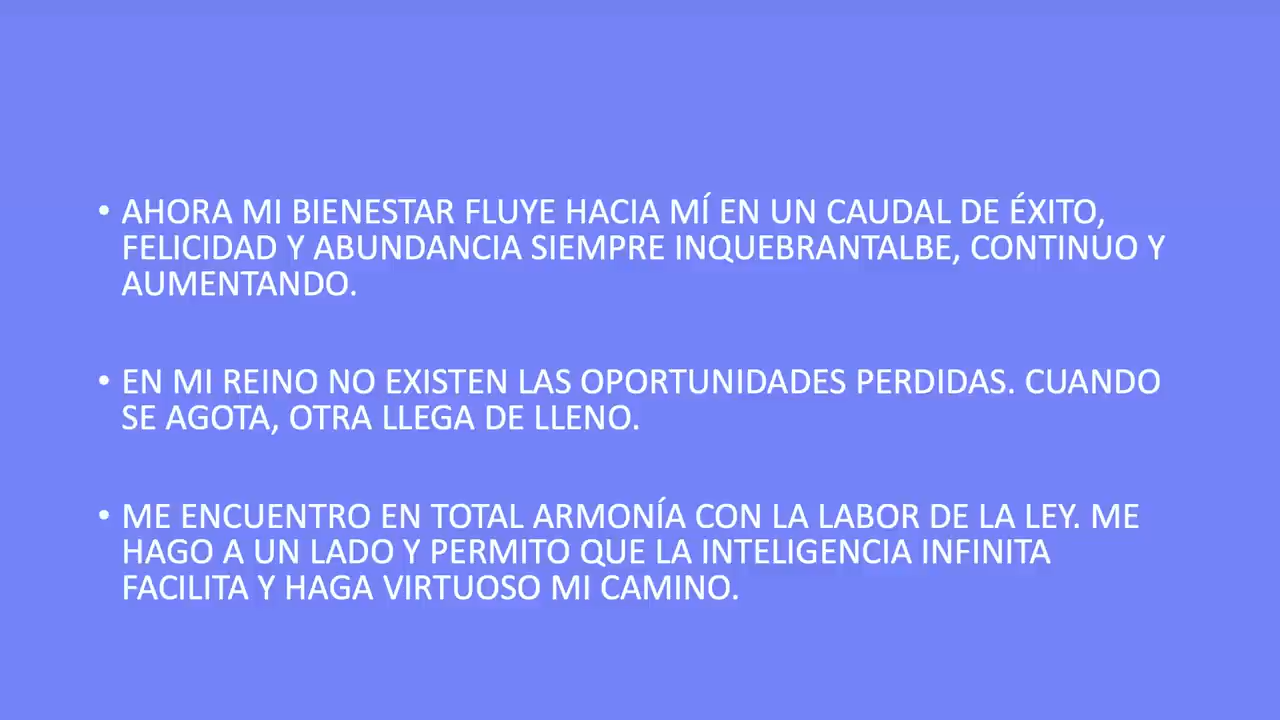 • AHORA MI BIENESTAR FLUYE HACIA MÍ EN UN CAUDAL DE ÉXITO,
FELICIDAD Y ABUNDANCIA SIEMPRE INQUEBRANTALBE, CONTINUO Y
AUMENTANDO.
• EN MI REINO NO EXISTEN LAS OPORTUNIDADES PERDIDAS. CUANDO
SE AGOTA, OTRA LLEGA DE LLENO.
• ME ENCUENTRO EN TOTAL ARMONÍA CON LA LABOR DE LA LEY. ME
HAGO A UN LADO Y PERMITO QUE LA INTELIGENCIA INFINITA
FACILITA Y HAGA VIRTUOSO MI CAMINO.